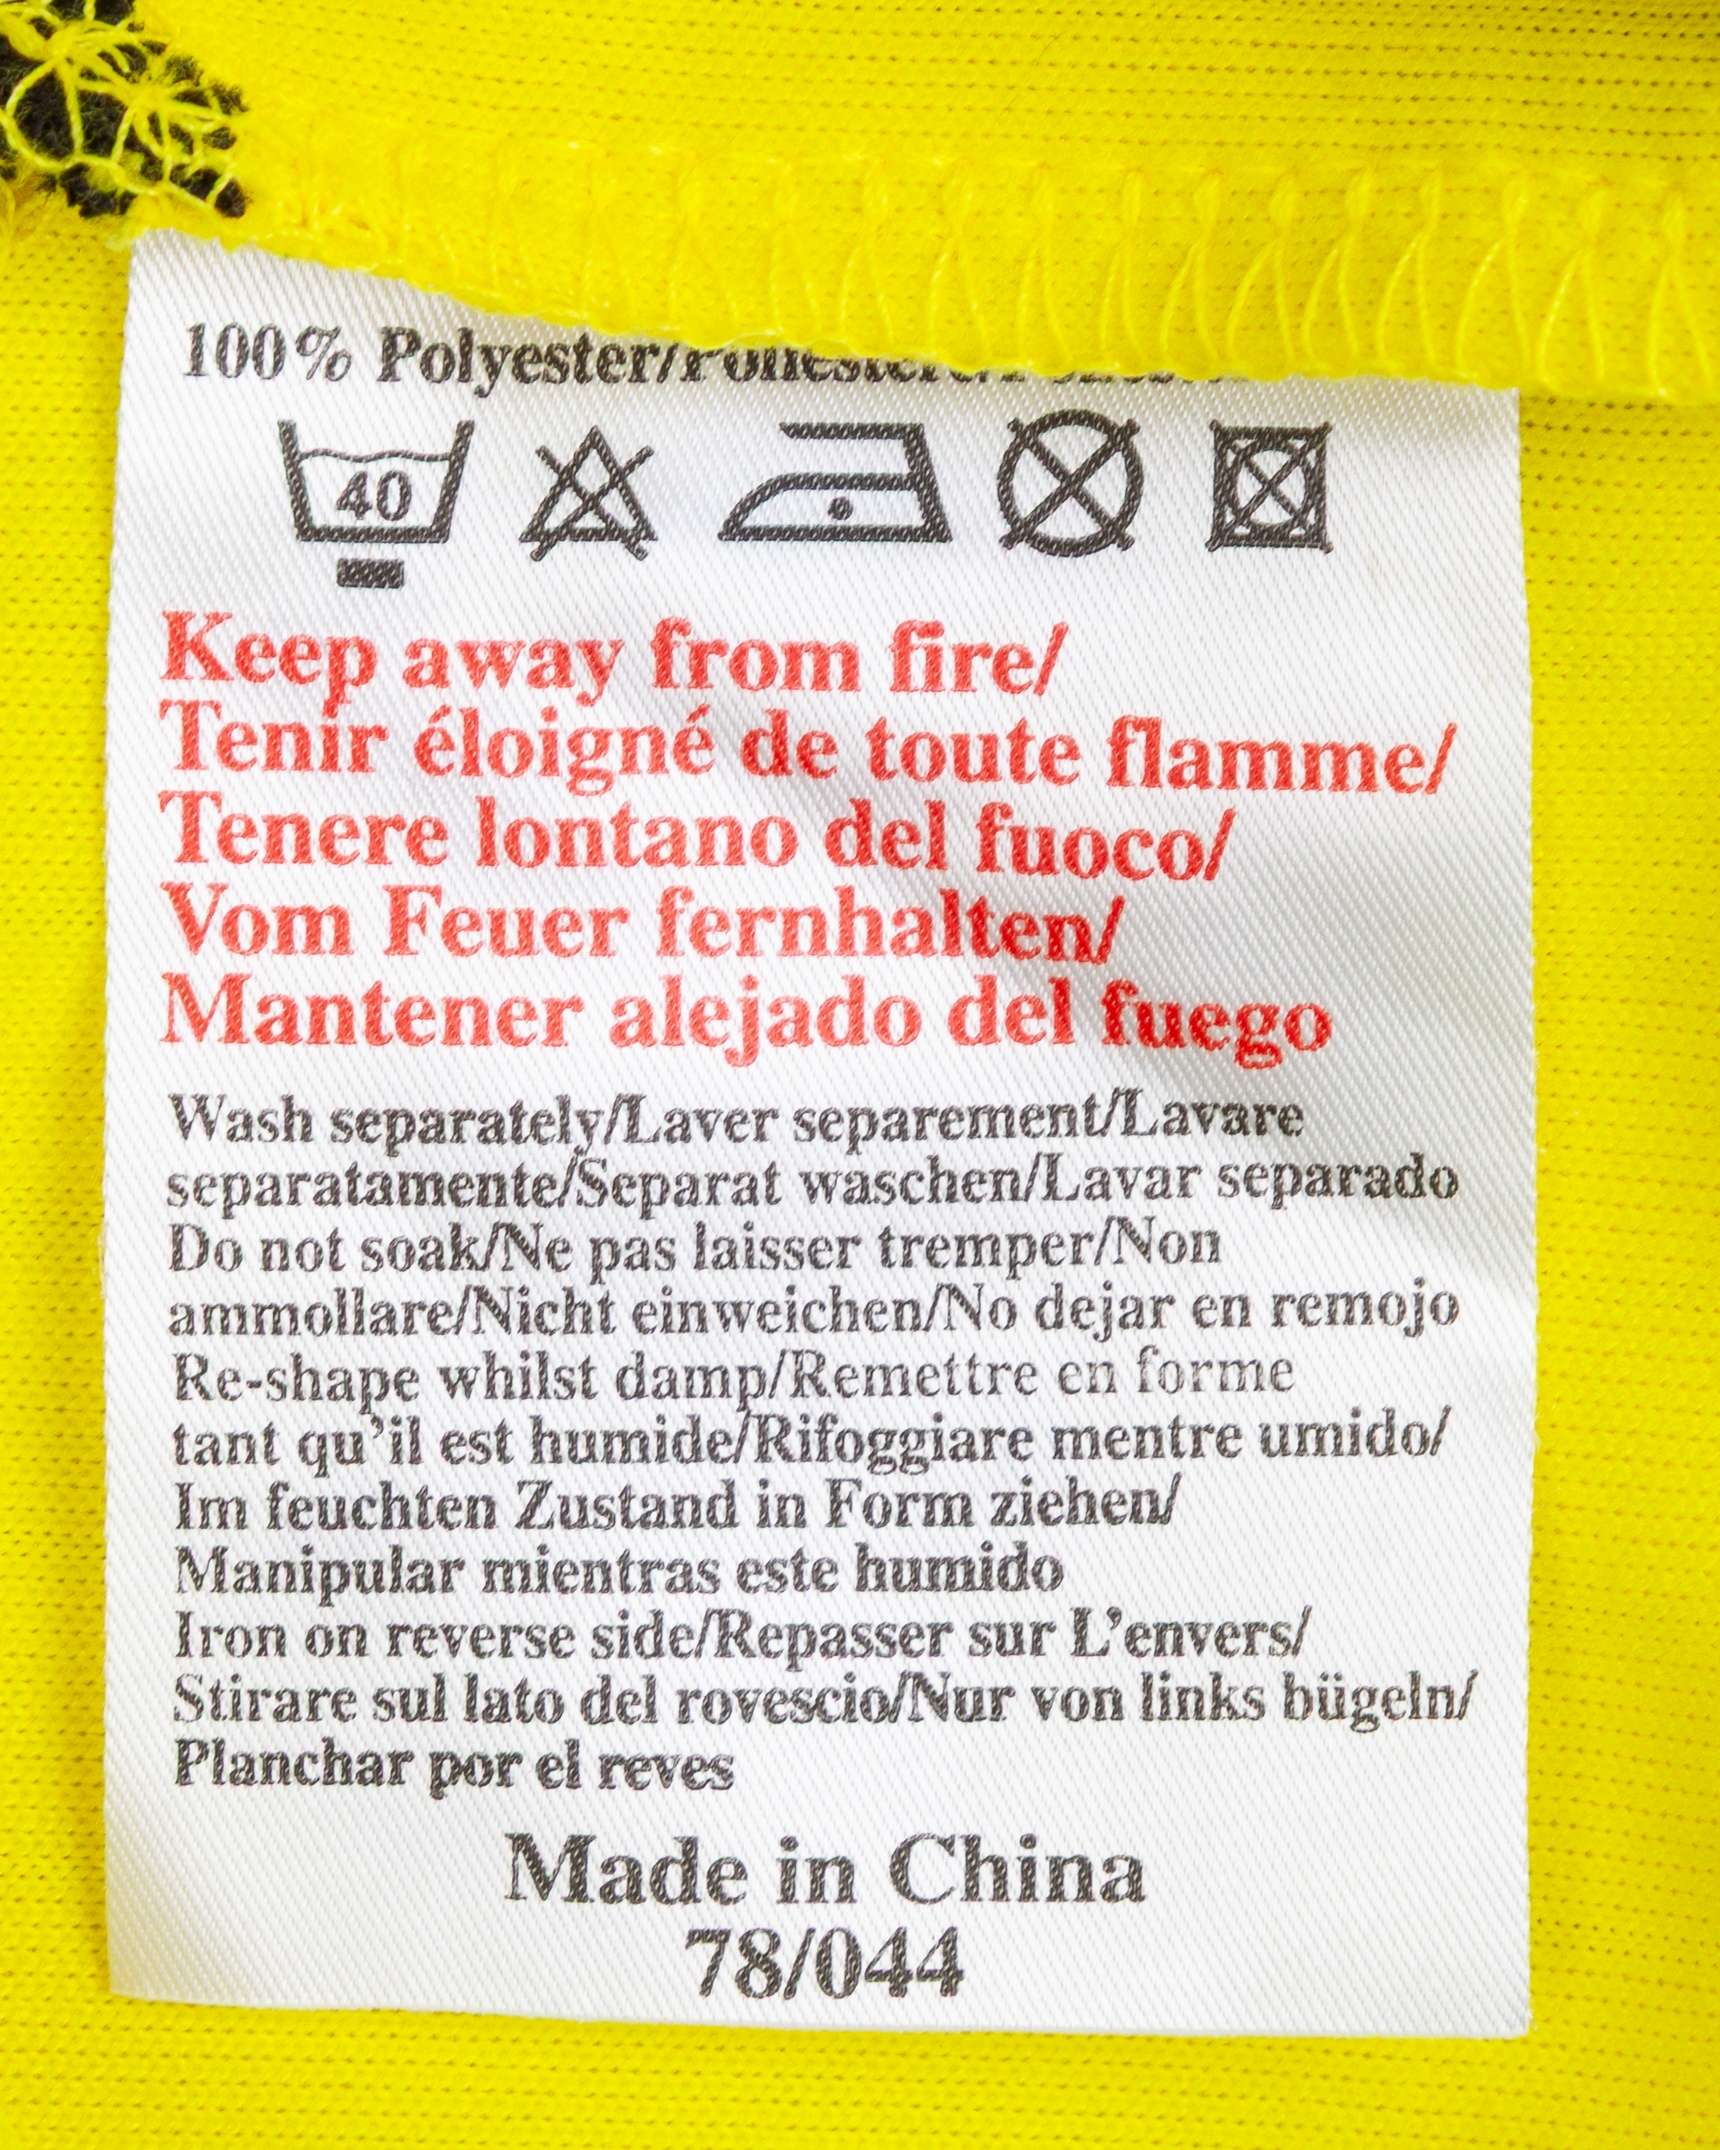 100% Polyester/Poliestere/
40
Keep away from fire/
Tenir éloigné de toute flamme/
Tenere lontano del fuoco/
Vom Feuer fernhalten/
Mantener alejado del fuego
Wash separately/Laver separement/Lavare
separatamente/Separat waschen/Lavar separado
Do not soak/Ne pas laisser tremper/Non
ammollare/Nicht einweichen/No dejar en remojo
Re-shape whilst damp/Remettre en forme
tant qu’il est humide/Rifoggiare mentre umido/
Im feuchten Zustand in Form ziehen/
Manipular mientras este humido
Iron on reverse side/Repasser sur L’envers/
Stirare sul lato del rovescio/Nur von links bügeln/
Planchar por el reves
Made in China
78/044